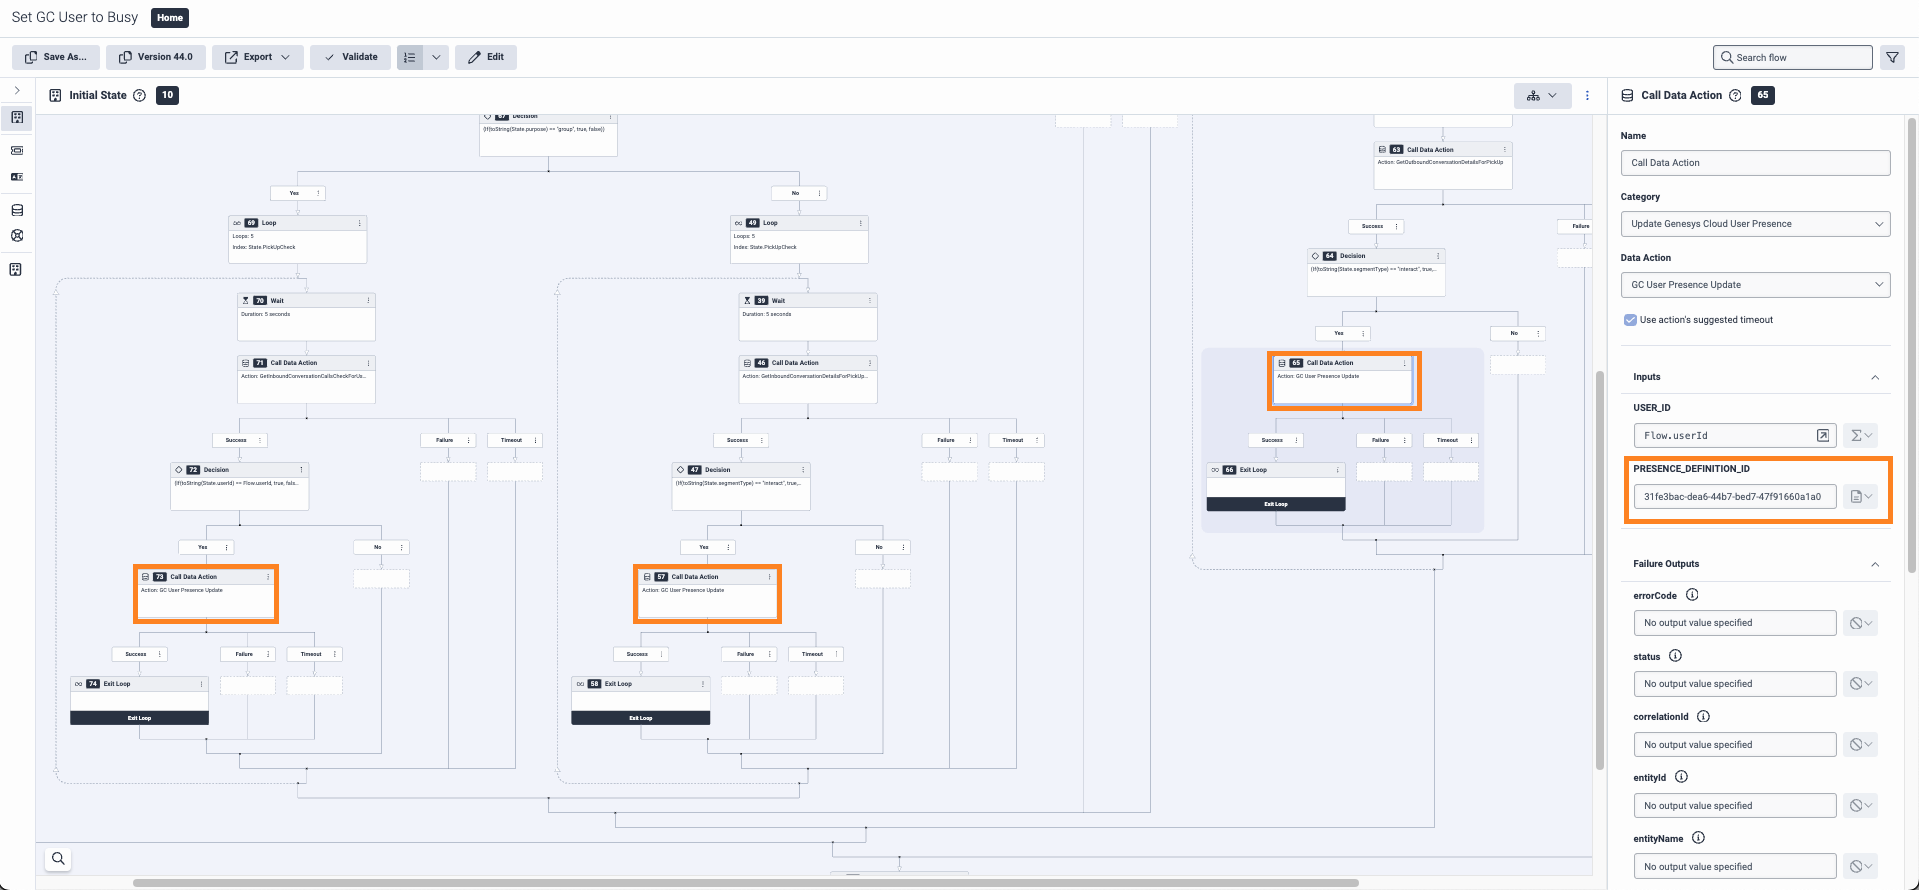 Set GC User to Busy Home
Save As... Version 44.0 Export Validate Edit Search flow
Initial State 10
67 Decision
(If(toString(State.purpose) == "group", true, false))
Yes
No
69 Loop
Loops: 5
Index: State.PickUpCheck
49 Loop
Loops: 5
Index: State.PickUpCheck
70 Wait
Duration: 5 seconds
39 Wait
Duration: 5 seconds
71 Call Data Action
Action: GetInboundConversationCallsCheckForUs...
46 Call Data Action
Action: GetInboundConversationDetailsForPickUp...
Success Failure Timeout
Success Failure Timeout
72 Decision
(If(toString(State.userId) == Flow.userId, true, fals...
47 Decision
(If(toString(State.segmentType) == "interact", true,...
Yes No
Yes No
73 Call Data Action
Action: GC User Presence Update
57 Call Data Action
Action: GC User Presence Update
Success Failure Timeout
Success Failure Timeout
74 Exit Loop
Exit Loop
58 Exit Loop
Exit Loop
63 Call Data Action
Action: GetOutboundConversationDetailsForPickUp
Success Failure
64 Decision
(If(toString(State.segmentType) == "interact", true,...
Yes No
65 Call Data Action
Action: GC User Presence Update
Success Failure Timeout
66 Exit Loop
Exit Loop
Call Data Action 65
Name
Call Data Action
Category
Update Genesys Cloud User Presence
Data Action
GC User Presence Update
Use action's suggested timeout
Inputs
USER_ID
Flow.userId
PRESENCE_DEFINITION_ID
31fe3bac-dea6-44b7-bed7-47f91660a1a0
Failure Outputs
errorCode
No output value specified
status
No output value specified
correlationId
No output value specified
entityId
No output value specified
entityName
No output value specified